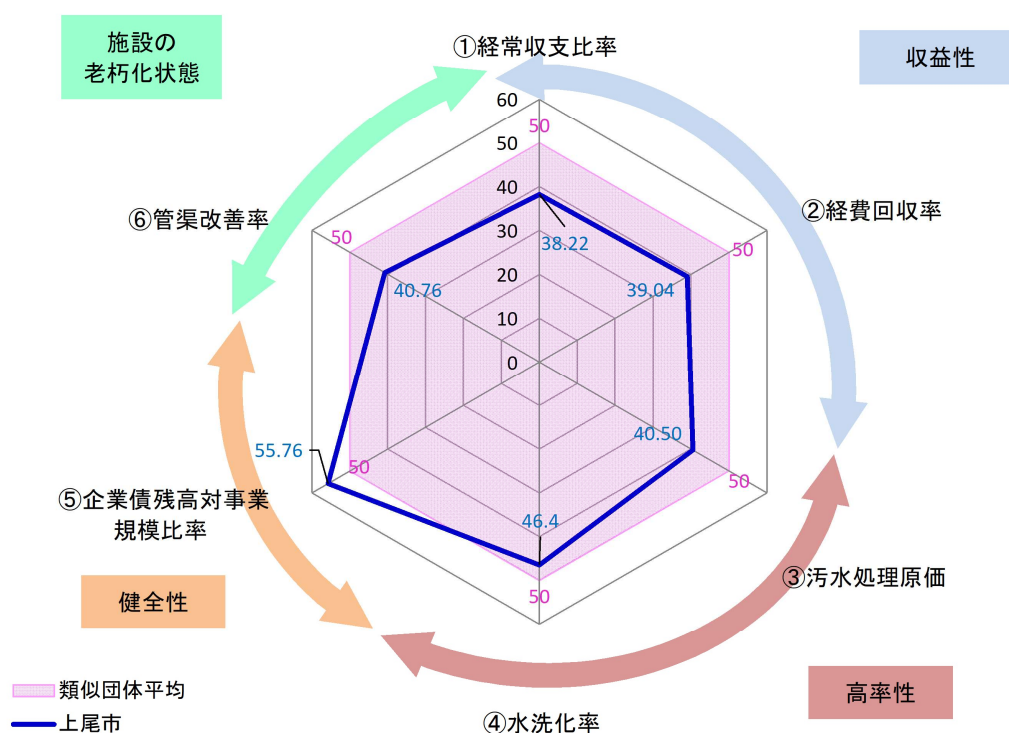 施設の
老朽化状態
①経常収支比率
収益性
60
50
50
40
30
20
10
0
38.22
②経費回収率
50
39.04
⑥管渠改善率
50
40.76
40.50
50
55.76
50
⑤企業債残高対事業
規模比率
46.4
50
③汚水処理原価
健全性
高率性
④水洗化率
類似団体平均
上尾市